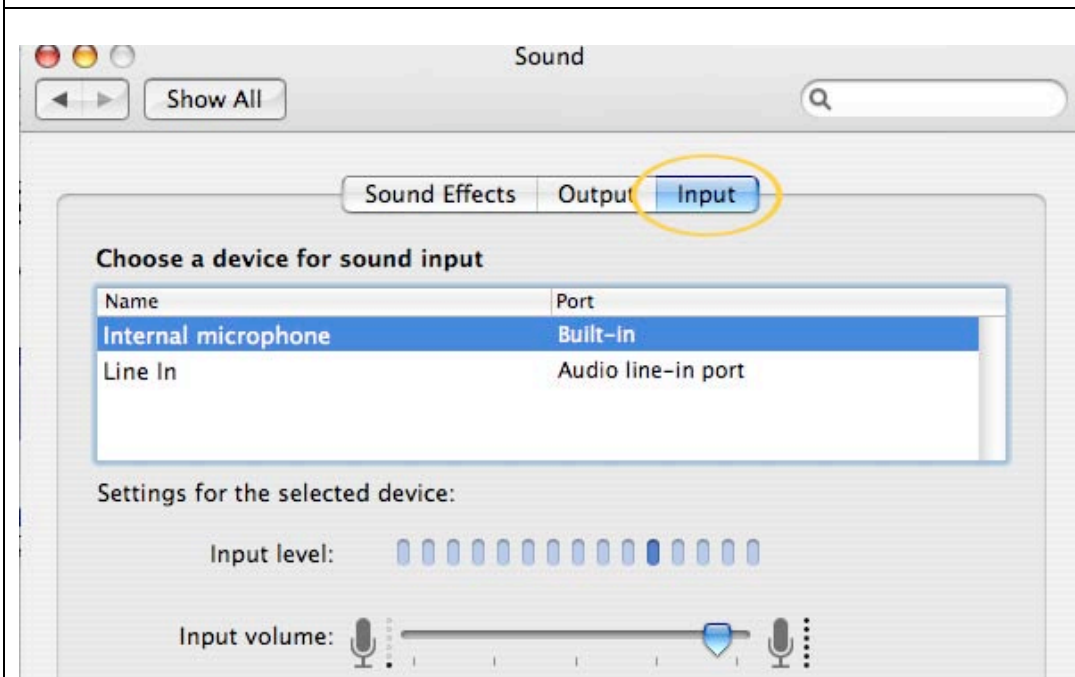 Sound
Show All
Sound Effects Output Input
Choose a device for sound input
Name Port
Internal microphone Built-in
Line In Audio line-in port
Settings for the selected device:
Input level:
Input volume: